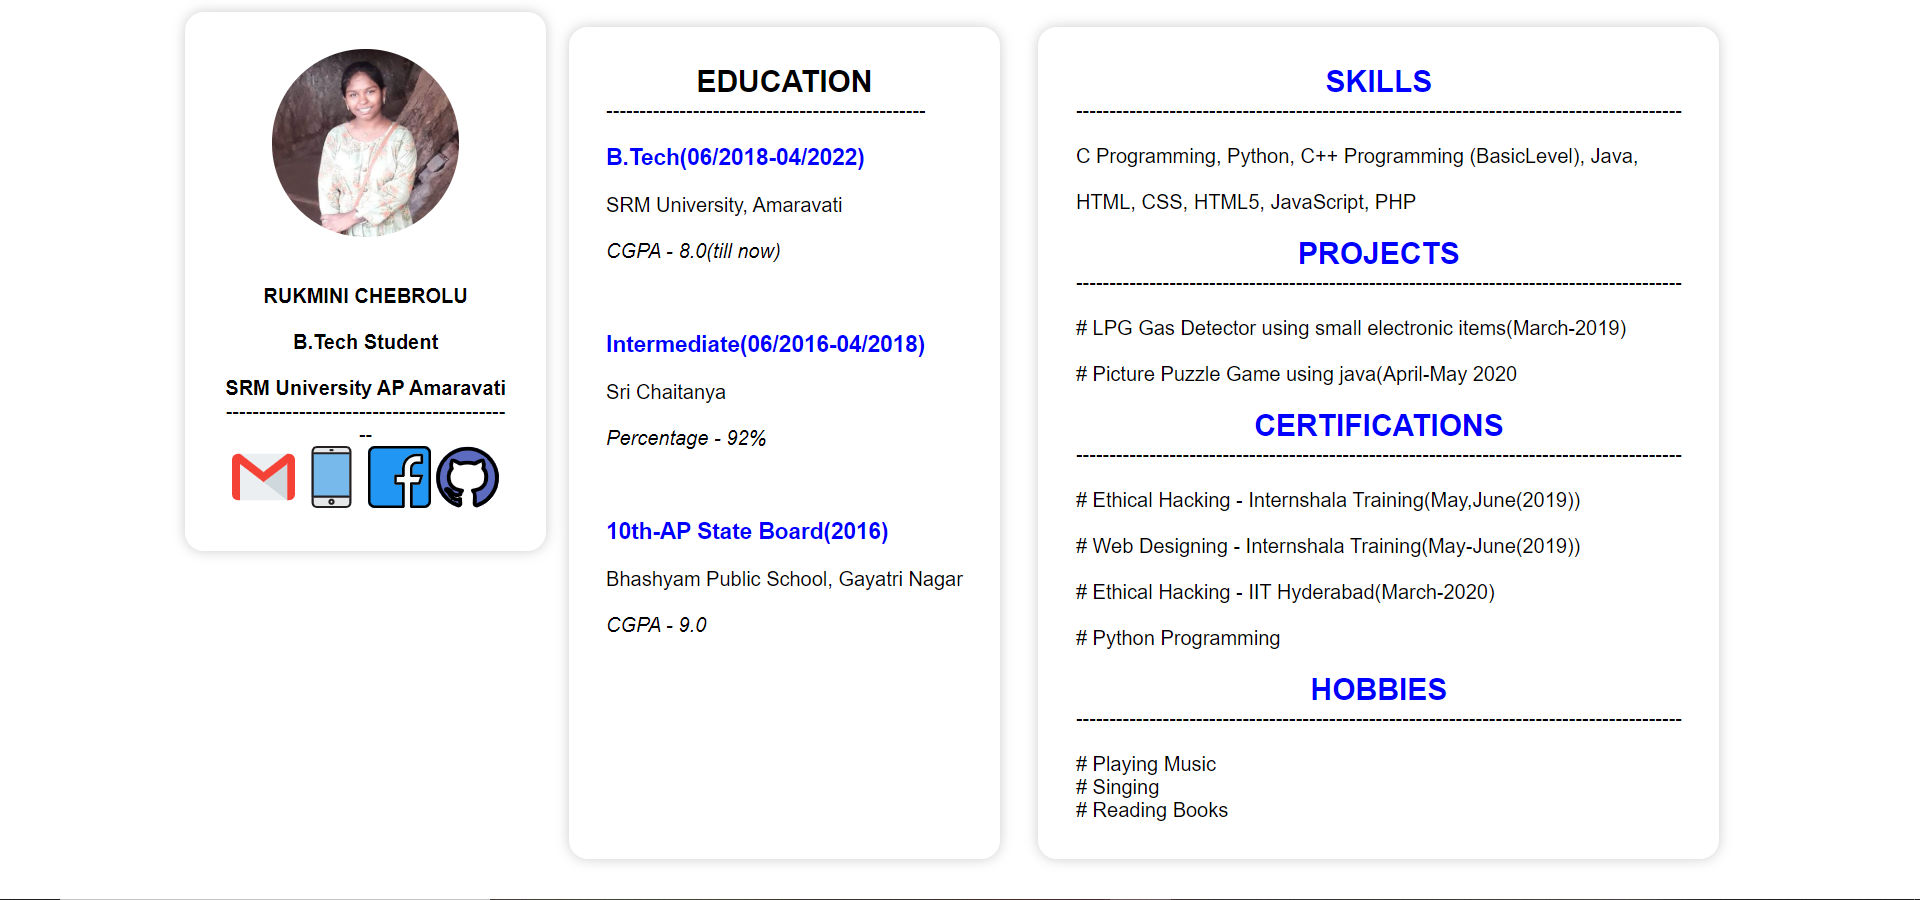 RUKMINI CHEBROLU
B.Tech Student
SRM University AP Amaravati
------------------------------------------
--
EDUCATION
------------------------------------------------
B.Tech(06/2018-04/2022)
SRM University, Amaravati
CGPA - 8.0(till now)
Intermediate(06/2016-04/2018)
Sri Chaitanya
Percentage - 92%
10th-AP State Board(2016)
Bhashyam Public School, Gayatri Nagar
CGPA - 9.0
SKILLS
-------------------------------------------------------------------------------------------
C Programming, Python, C++ Programming (BasicLevel), Java,
HTML, CSS, HTML5, JavaScript, PHP
PROJECTS
-------------------------------------------------------------------------------------------
# LPG Gas Detector using small electronic items(March-2019)
# Picture Puzzle Game using java(April-May 2020
CERTIFICATIONS
-------------------------------------------------------------------------------------------
# Ethical Hacking - Internshala Training(May,June(2019))
# Web Designing - Internshala Training(May-June(2019))
# Ethical Hacking - IIT Hyderabad(March-2020)
# Python Programming
HOBBIES
-------------------------------------------------------------------------------------------
# Playing Music
# Singing
# Reading Books